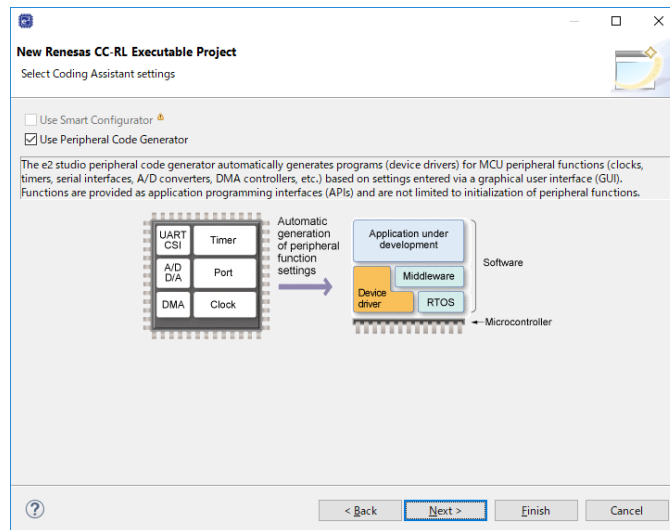 New Renesas CC-RL Executable Project
Select Coding Assistant settings
Use Smart Configurator
Use Peripheral Code Generator
The e2 studio peripheral code generator automatically generates programs (device drivers) for MCU peripheral functions (clocks,
timers, serial interfaces, A/D converters, DMA controllers, etc.) based on settings entered via a graphical user interface (GUI).
Functions are provided as application programming interfaces (APIs) and are not limited to initialization of peripheral functions.
UART
CSI
Timer
A/D
D/A
Port
DMA
Clock
Automatic
generation
of peripheral
function
settings
Application under
development
Middleware
Device
driver
RTOS
Software
Microcontroller
?
< Back
Next >
Finish
Cancel